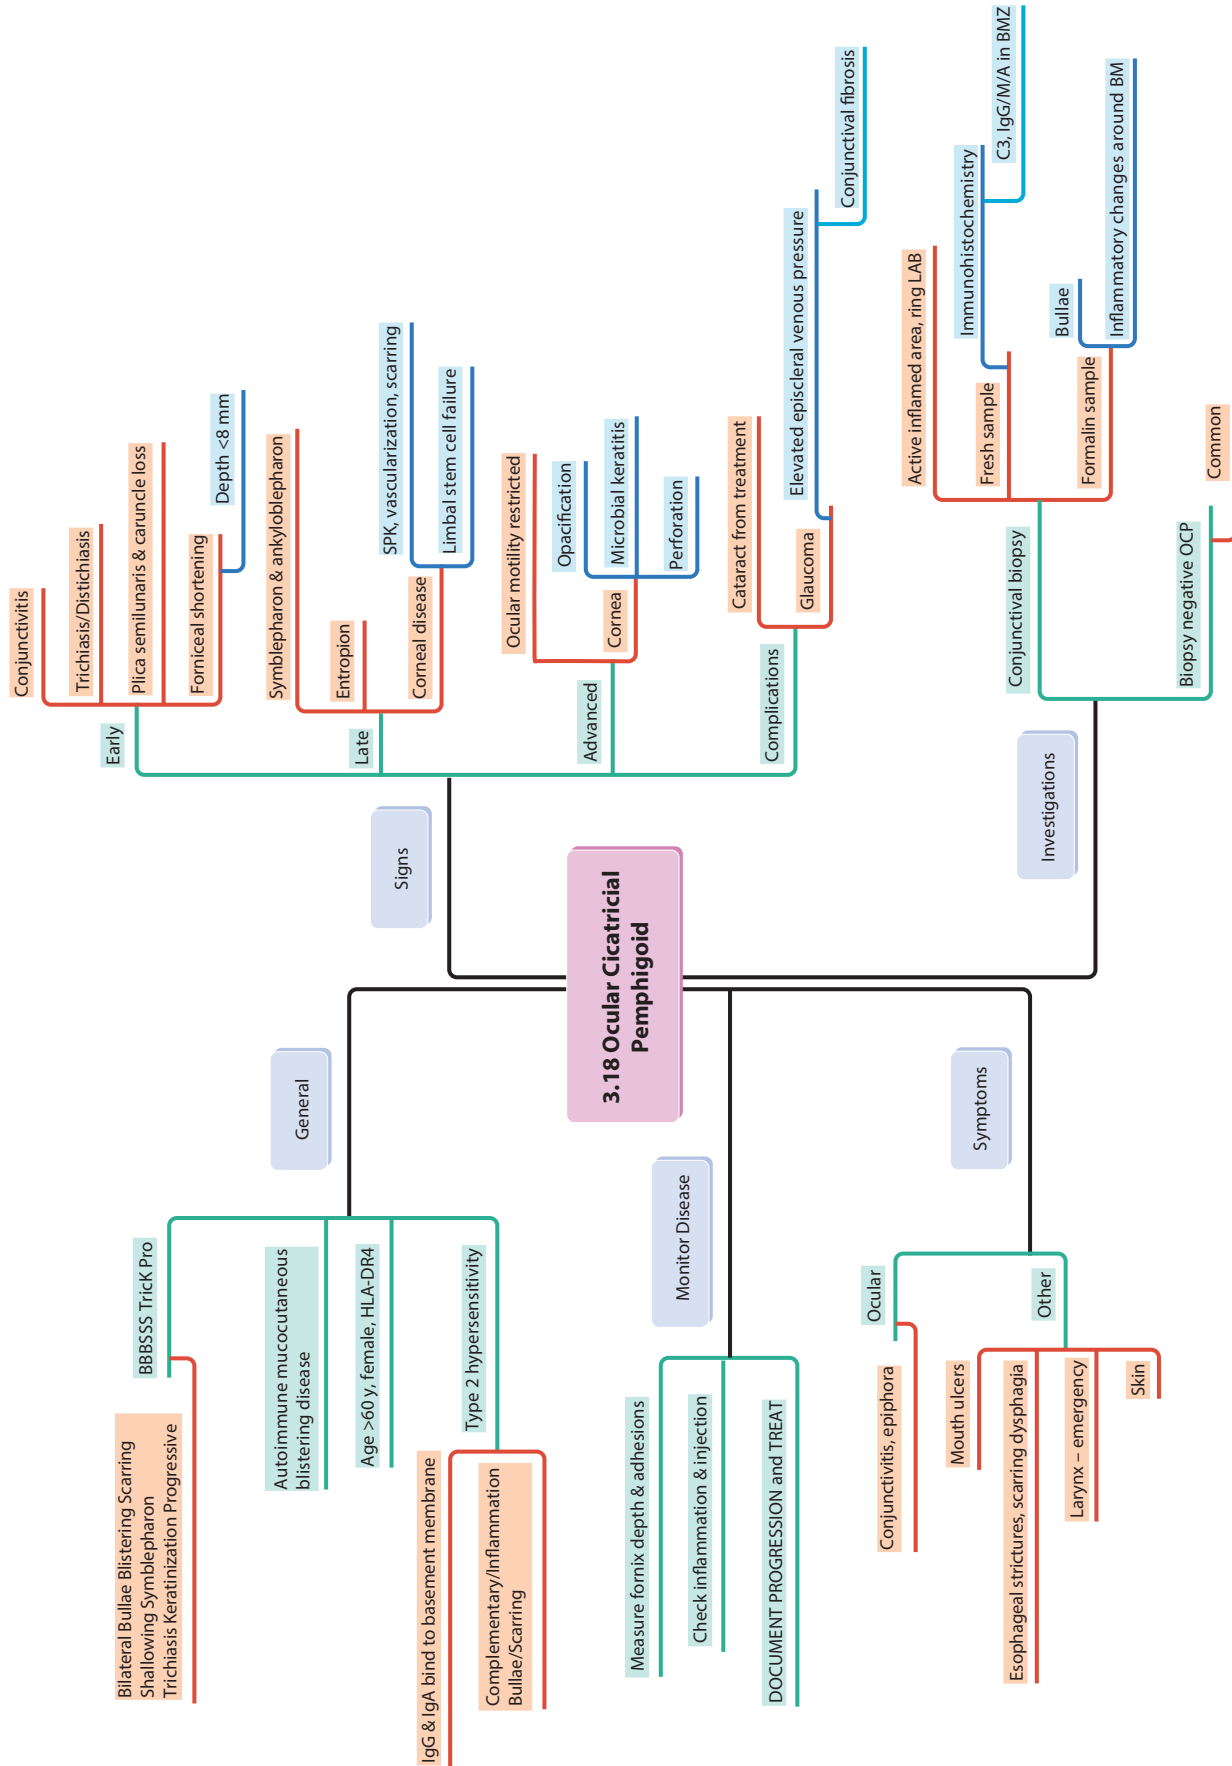 3.18 Ocular Cicatricial
Pemphigoid
General
BBBSSS TricK Pro
Bilateral Bullae Blistering Scarring
Shallowing Symblepharon
Trichiasis Keratinization Progressive
Autoimmune mucocutaneous
blistering disease
Age >60 y, female, HLA-DR4
Type 2 hypersensitivity
IgG & IgA bind to basement membrane
Complementary/Inflammation
Bullae/Scarring
Monitor Disease
Measure fornix depth & adhesions
Check inflammation & injection
DOCUMENT PROGRESSION and TREAT
Symptoms
Ocular
Conjunctivitis, epiphora
Other
Mouth ulcers
Esophageal strictures, scarring dysphagia
Larynx – emergency
Skin
Signs
Early
Conjunctivitis
Trichiasis/Distichiasis
Plica semilunaris & caruncle loss
Forniceal shortening
Depth <8 mm
Late
Symblepharon & ankyloblepharon
Entropion
Corneal disease
SPK, vascularization, scarring
Limbal stem cell failure
Advanced
Ocular motility restricted
Cornea
Opacification
Microbial keratitis
Perforation
Complications
Cataract from treatment
Glaucoma
Elevated episcleral venous pressure
Conjunctival fibrosis
Investigations
Conjunctival biopsy
Active inflamed area, ring LAB
Fresh sample
Immunohistochemistry
C3, IgG/M/A in BMZ
Formalin sample
Bullae
Inflammatory changes around BM
Biopsy negative OCP
Common